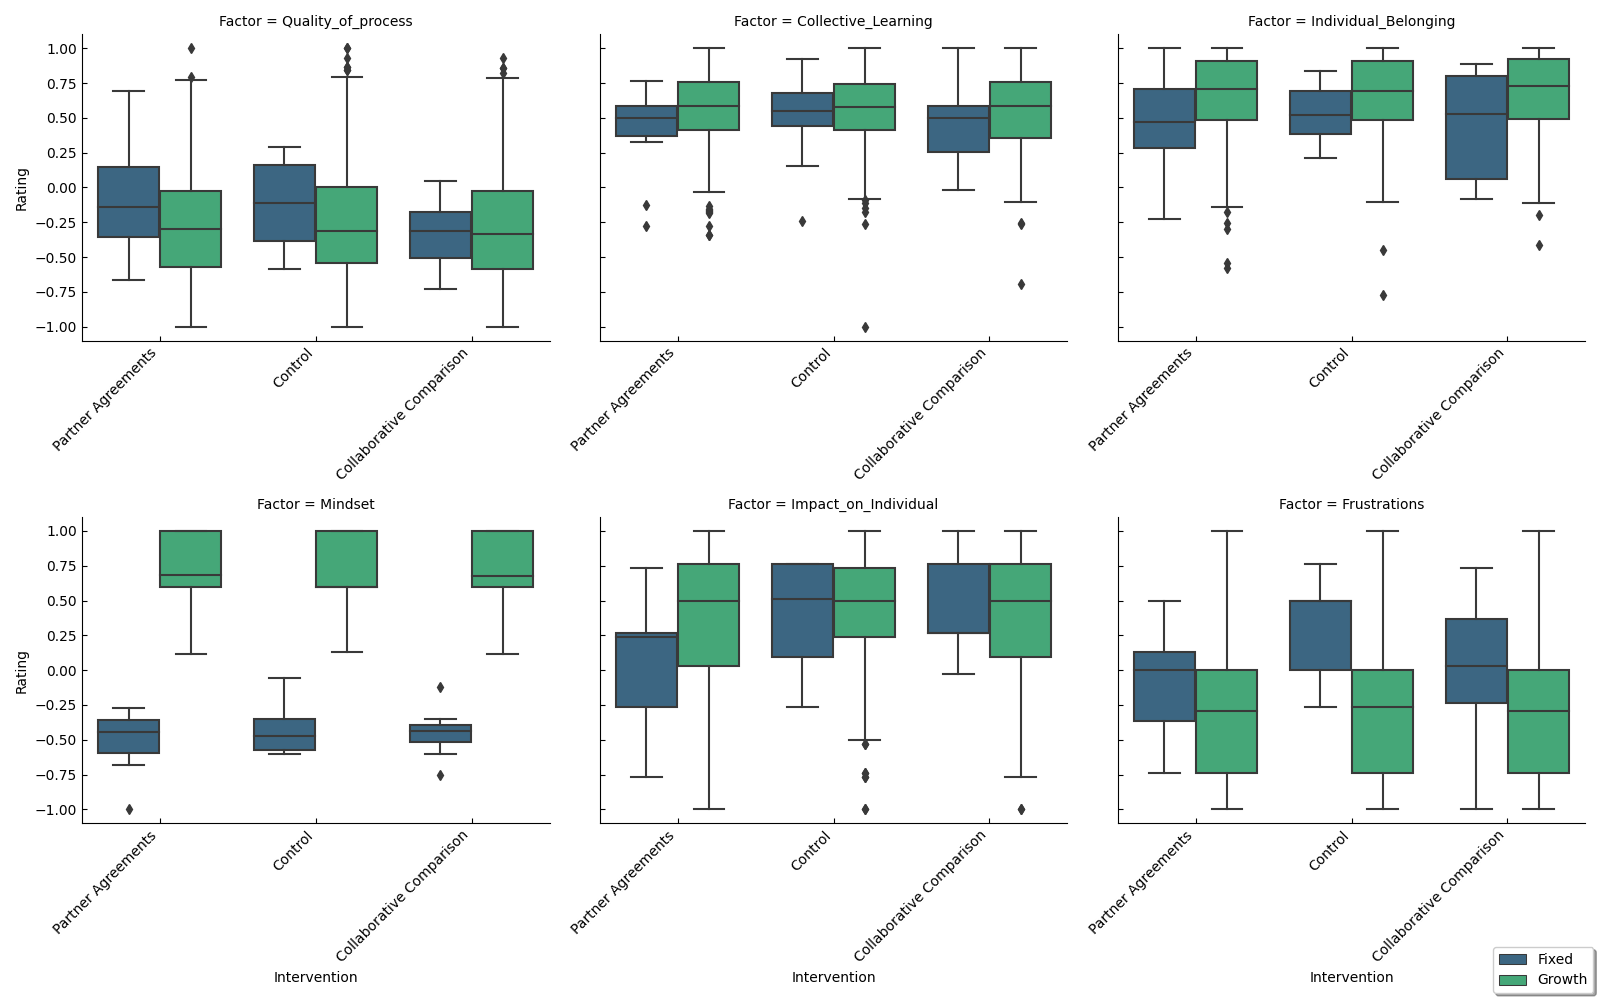 Factor = Quality_of_process
Factor = Collective_Learning
Factor = Individual_Belonging
1.00
0.75
0.50
0.25
0.00
−0.25
−0.50
−0.75
−1.00
Rating
Partner Agreements
Control
Collaborative Comparison
Partner Agreements
Control
Collaborative Comparison
Partner Agreements
Control
Collaborative Comparison
Factor = Mindset
Factor = Impact_on_Individual
Factor = Frustrations
1.00
0.75
0.50
0.25
0.00
−0.25
−0.50
−0.75
−1.00
Rating
Partner Agreements
Control
Collaborative Comparison
Partner Agreements
Control
Collaborative Comparison
Partner Agreements
Control
Collaborative Comparison
Intervention
Intervention
Intervention
Fixed
Growth